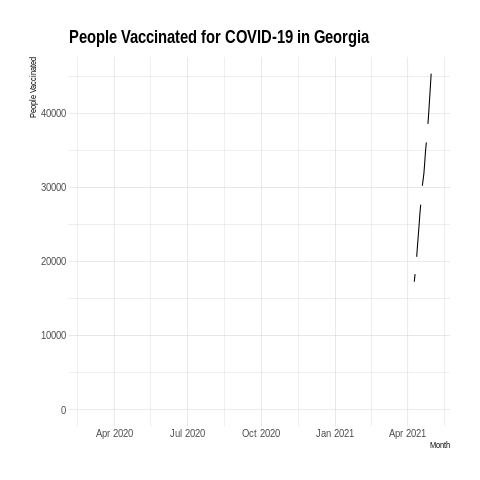 People Vaccinated for COVID-19 in Georgia
People Vaccinated
40000
30000
20000
10000
0
Apr 2020 Jul 2020 Oct 2020 Jan 2021 Apr 2021
Month